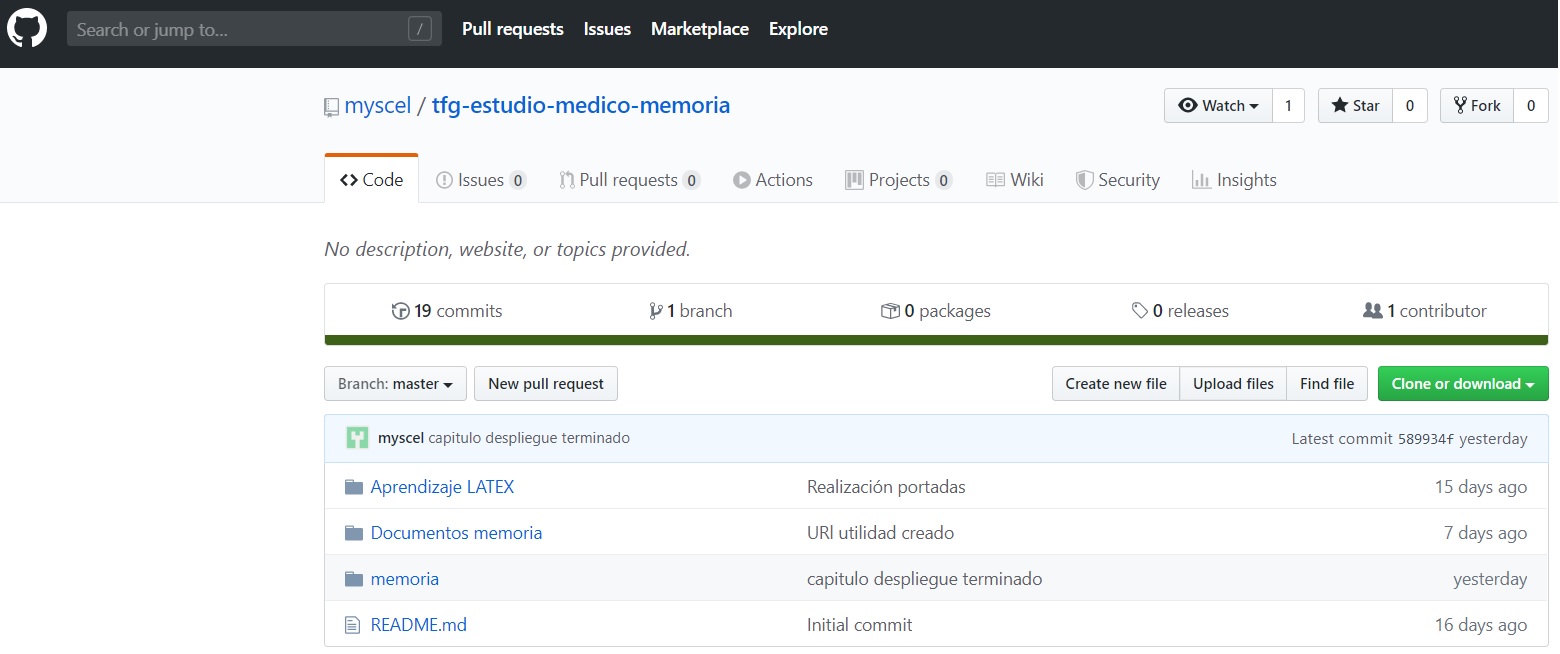 Search or jump to... / Pull requests Issues Marketplace Explore
myscel / tfg-estudio-medico-memoria Watch 1 Star 0 Fork 0
Code Issues 0 Pull requests 0 Actions Projects 0 Wiki Security Insights
No description, website, or topics provided.
19 commits 1 branch 0 packages 0 releases 1 contributor
Branch: master New pull request Create new file Upload files Find file Clone or download
myscel capitulo despliegue terminado Latest commit 589934f yesterday
Aprendizaje LATEX Realización portadas 15 days ago
Documentos memoria URl utilidad creado 7 days ago
memoria capitulo despliegue terminado yesterday
README.md Initial commit 16 days ago